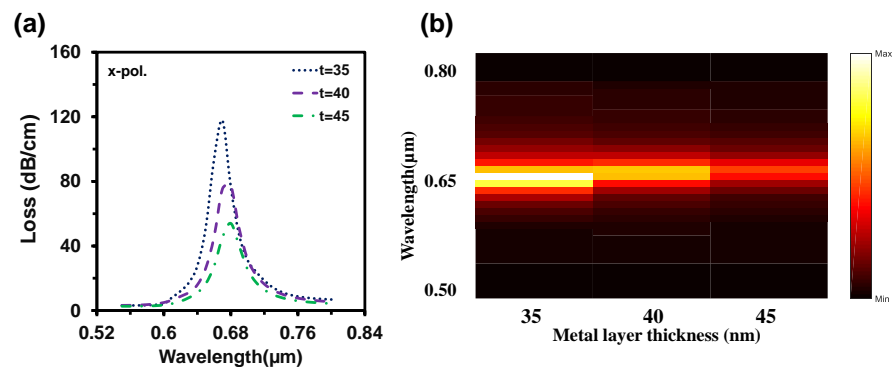 (a)
160
120
80
40
0
Loss (dB/cm)
x-pol.
t=35
t=40
t=45
0.52 0.6 0.68 0.76 0.84
Wavelength(µm)
(b)
0.80
0.65
0.50
Wavelength(µm)
35 40 45
Metal layer thickness (nm)
Max
Min